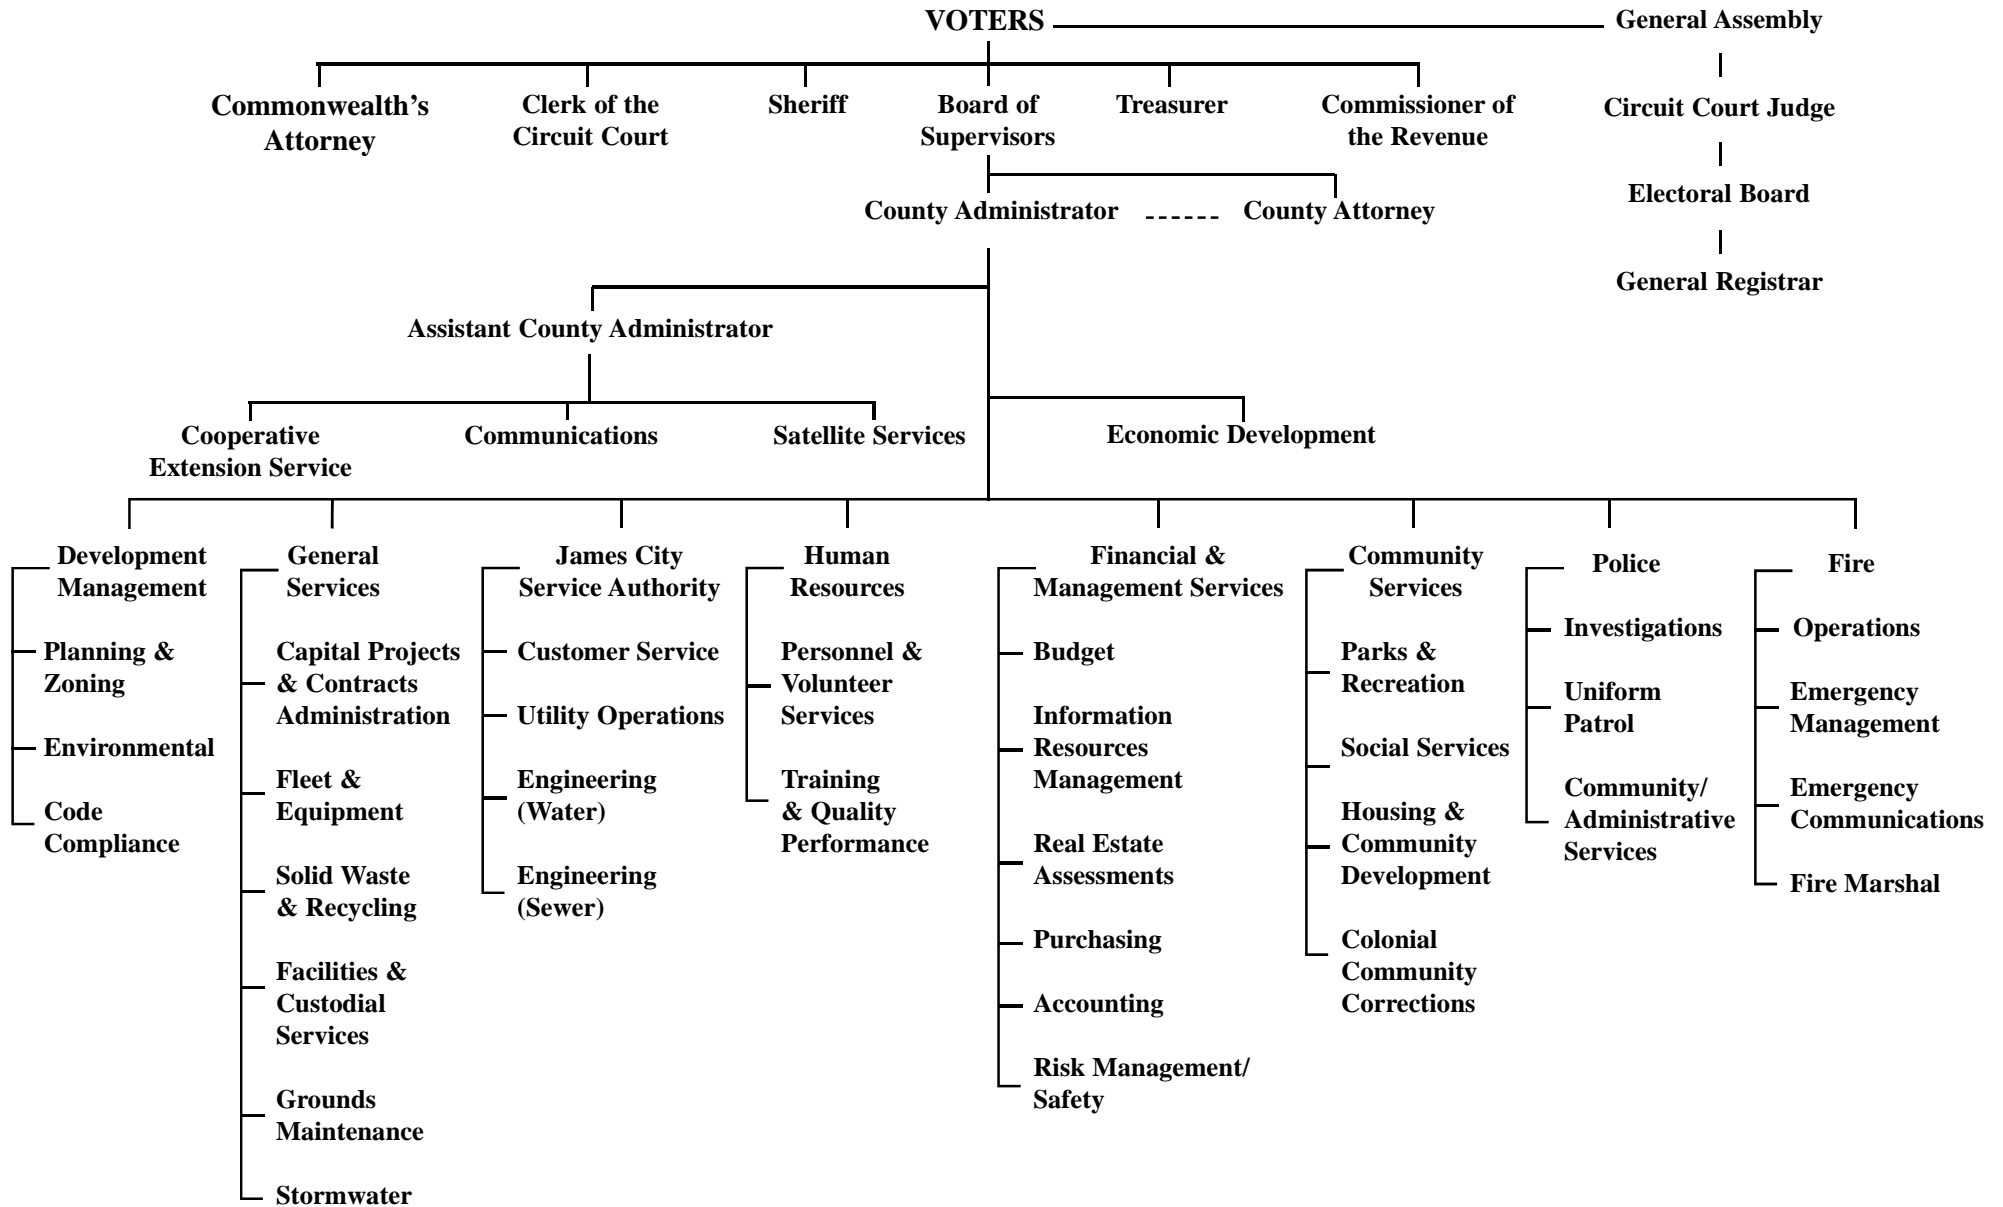 VOTERS
General Assembly
Commonwealth's
Attorney
Clerk of the
Circuit Court
Sheriff
Board of
Supervisors
Treasurer
Commissioner of
the Revenue
Circuit Court Judge
Electoral Board
General Registrar
County Administrator
County Attorney
Assistant County Administrator
Cooperative
Extension Service
Communications
Satellite Services
Economic Development
Development
Management
Planning &
Zoning
Environmental
Code
Compliance
General
Services
Capital Projects
& Contracts
Administration
Fleet &
Equipment
Solid Waste
& Recycling
Facilities &
Custodial
Services
Grounds
Maintenance
Stormwater
James City
Service Authority
Customer Service
Utility Operations
Engineering
(Water)
Engineering
(Sewer)
Human
Resources
Personnel &
Volunteer
Services
Training
& Quality
Performance
Financial &
Management Services
Budget
Information
Resources
Management
Real Estate
Assessments
Purchasing
Accounting
Risk Management/
Safety
Community
Services
Parks &
Recreation
Social Services
Housing &
Community
Development
Colonial
Community
Corrections
Police
Investigations
Uniform
Patrol
Community/
Administrative
Services
Fire
Operations
Emergency
Management
Emergency
Communications
Fire Marshal